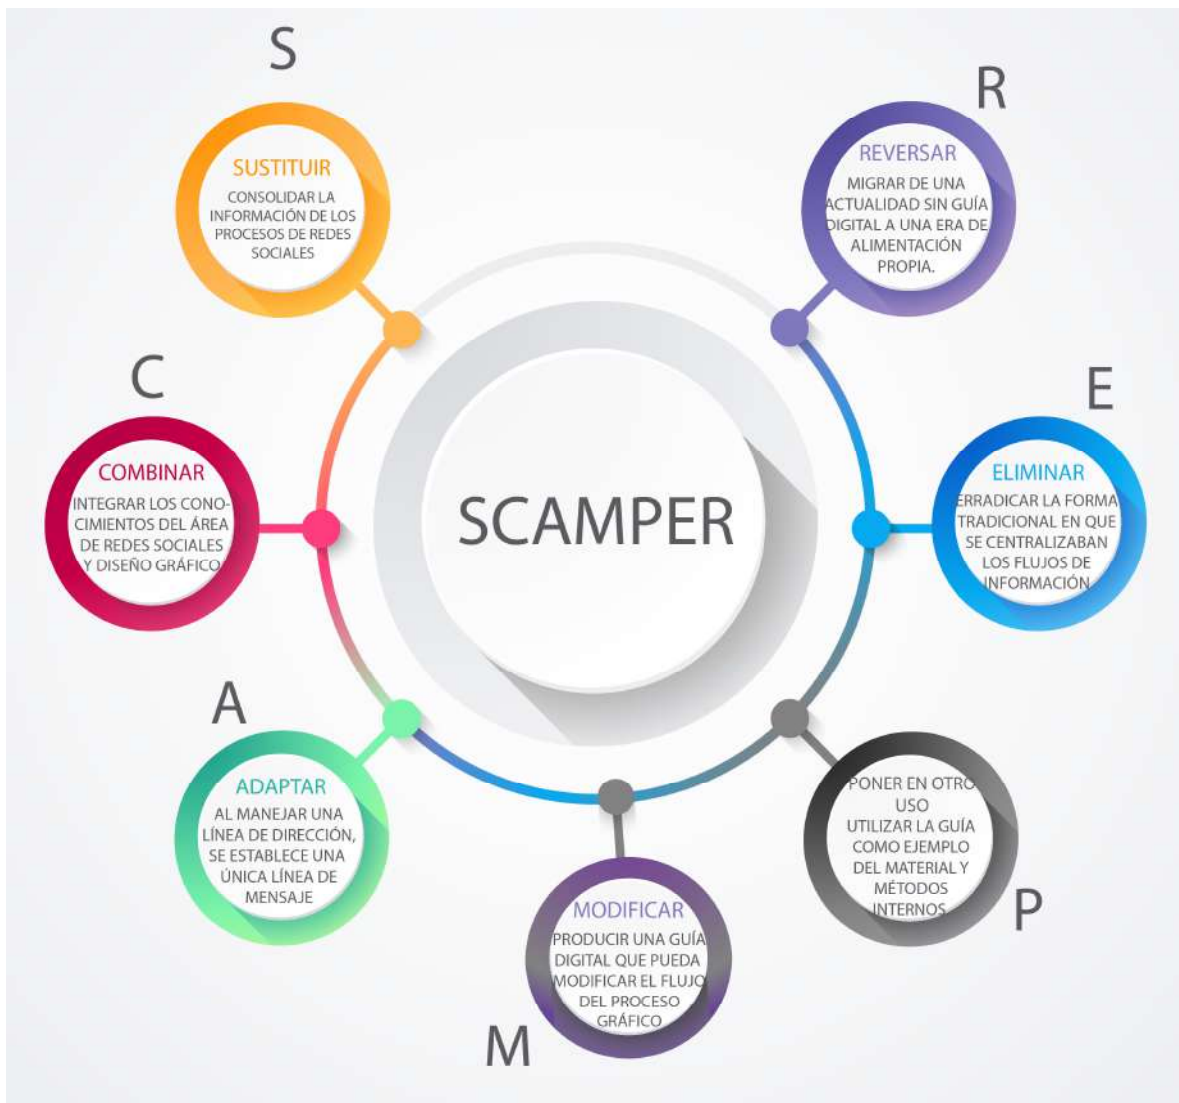 S
SUSTITUIR
CONSOLIDAR LA
INFORMACIÓN DE LOS
PROCESOS DE REDES
SOCIALES
C
COMBINAR
INTEGRAR LOS CONO-
CIMIENTOS DEL ÁREA
DE REDES SOCIALES
Y DISEÑO GRÁFICO
A
ADAPTAR
AL MANEJAR UNA
LÍNEA DE DIRECCIÓN,
SE ESTABLECE UNA
ÚNICA LÍNEA DE
MENSAJE
M
MODIFICAR
PRODUCIR UNA GUÍA
DIGITAL QUE PUEDA
MODIFICAR EL FLUJO
DEL PROCESO
GRÁFICO
P
PONER EN OTRO
USO
UTILIZAR LA GUÍA
COMO EJEMPLO
DEL MATERIAL Y
MÉTODOS
INTERNOS
E
ELIMINAR
ERRADICAR LA FORMA
TRADICIONAL EN QUE
SE CENTRALIZABAN
LOS FLUJOS DE
INFORMACIÓN
R
REVERSAR
MIGRAR DE UNA
ACTUALIDAD SIN GUÍA
DIGITAL A UNA ERA DE
ALIMENTACIÓN
PROPIA.
SCAMPER